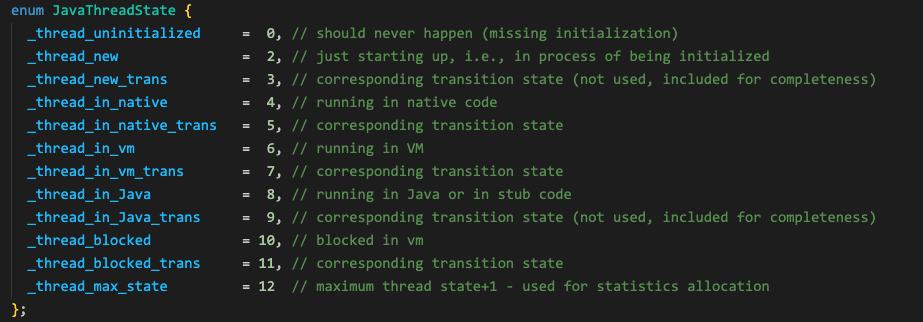 enum JavaThreadState {
  _thread_uninitialized     =  0, // should never happen (missing initialization)
  _thread_new               =  2, // just starting up, i.e., in process of being initialized
  _thread_new_trans         =  3, // corresponding transition state (not used, included for completeness)
  _thread_in_native         =  4, // running in native code
  _thread_in_native_trans   =  5, // corresponding transition state
  _thread_in_vm             =  6, // running in VM
  _thread_in_vm_trans       =  7, // corresponding transition state
  _thread_in_Java           =  8, // running in Java or in stub code
  _thread_in_Java_trans     =  9, // corresponding transition state (not used, included for completeness)
  _thread_blocked           = 10, // blocked in vm
  _thread_blocked_trans     = 11, // corresponding transition state
  _thread_max_state         = 12  // maximum thread state+1 - used for statistics allocation
};